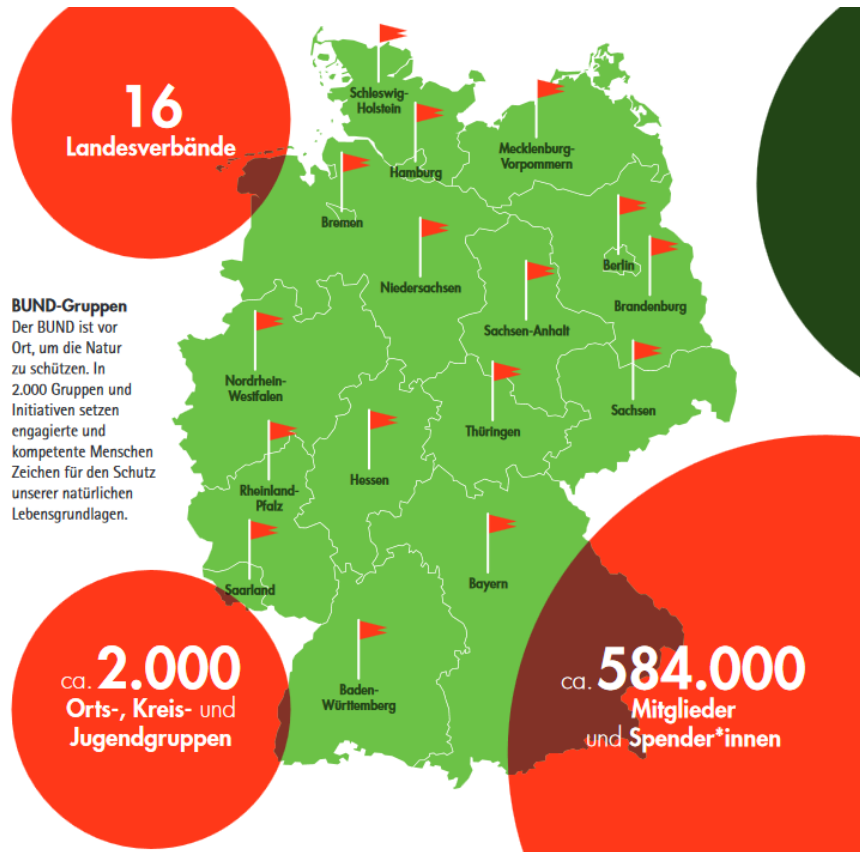 16
Landesverbände
Schleswig-
Holstein
Hamburg
Mecklenburg-
Vorpommern
Bremen
Niedersachsen
Berlin
Brandenburg
Sachsen-Anhalt
BUND-Gruppen
Der BUND ist vor
Ort, um die Natur
zu schützen. In
2.000 Gruppen und
Initiativen setzen
engagierte und
kompetente Menschen
Zeichen für den Schutz
unserer natürlichen
Lebensgrundlagen.
Nordrhein-
Westfalen
Sachsen
Thüringen
Hessen
Rheinland-
Pfalz
Saarland
Bayern
Baden-
Württemberg
ca. 2.000
Orts-, Kreis- und
Jugendgruppen
ca. 584.000
Mitglieder
und Spender*innen